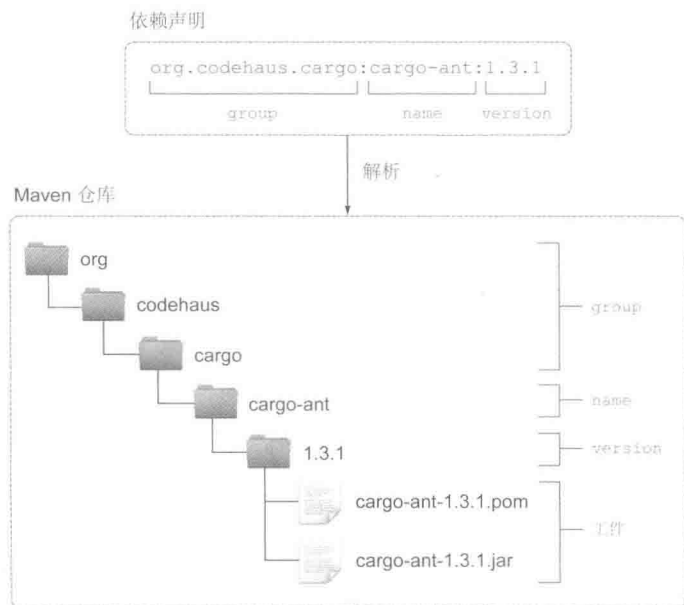 依赖声明
org.codehaus.cargo:cargo-ant:1.3.1
group name version
解析
Maven 仓库
org
codehaus
group
cargo
cargo-ant
name
1.3.1
version
cargo-ant-1.3.1.pom
工件
cargo-ant-1.3.1.jar